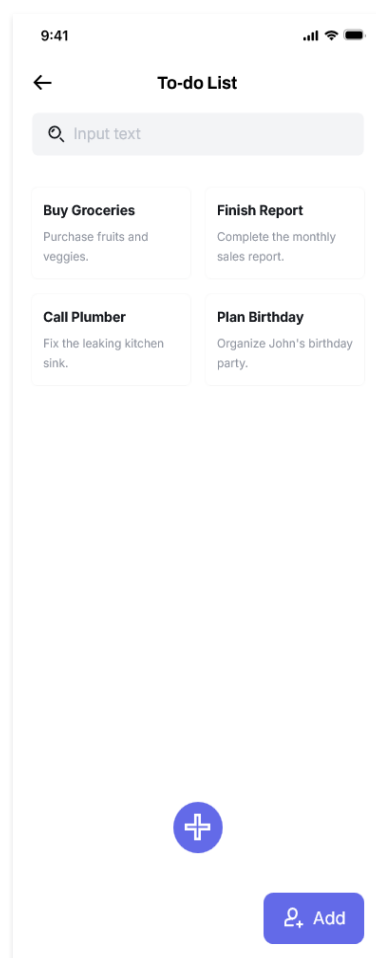 9:41
To-do List
Input text
Buy Groceries
Purchase fruits and
veggies.
Finish Report
Complete the monthly
sales report.
Call Plumber
Fix the leaking kitchen
sink.
Plan Birthday
Organize John's birthday
party.
Add